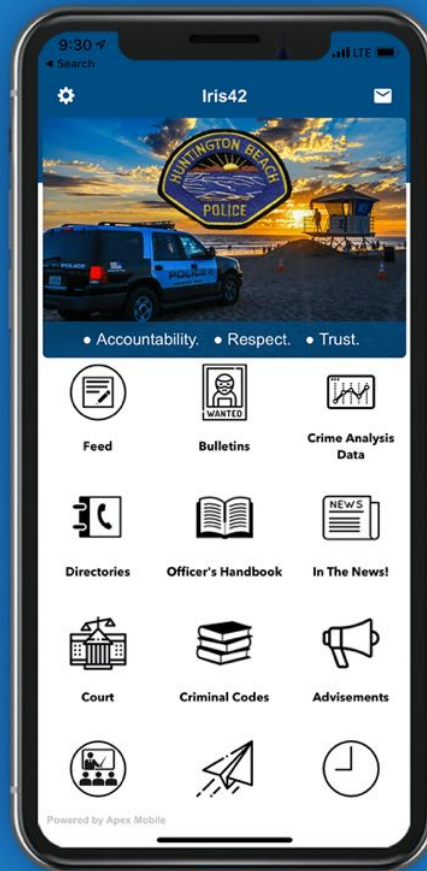 9:30
LTE
◀ Search
Iris42
HUNTINGTON BEACH
POLICE
POLICE
POLICE
• Accountability. • Respect. • Trust.
WANTED
NEWS
Feed
Bulletins
Crime Analysis
Data
Directories
Officer's Handbook
In The News!
Court
Criminal Codes
Advisements
Powered by Apex Mobile